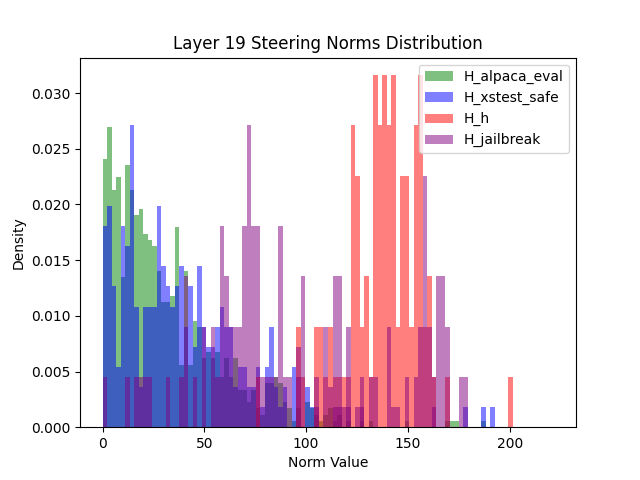 Layer 19 Steering Norms Distribution
H_alpaca_eval
H_xstest_safe
H_h
H_jailbreak
Density
0.030
0.025
0.020
0.015
0.010
0.005
0.000
0 50 100 150 200
Norm Value